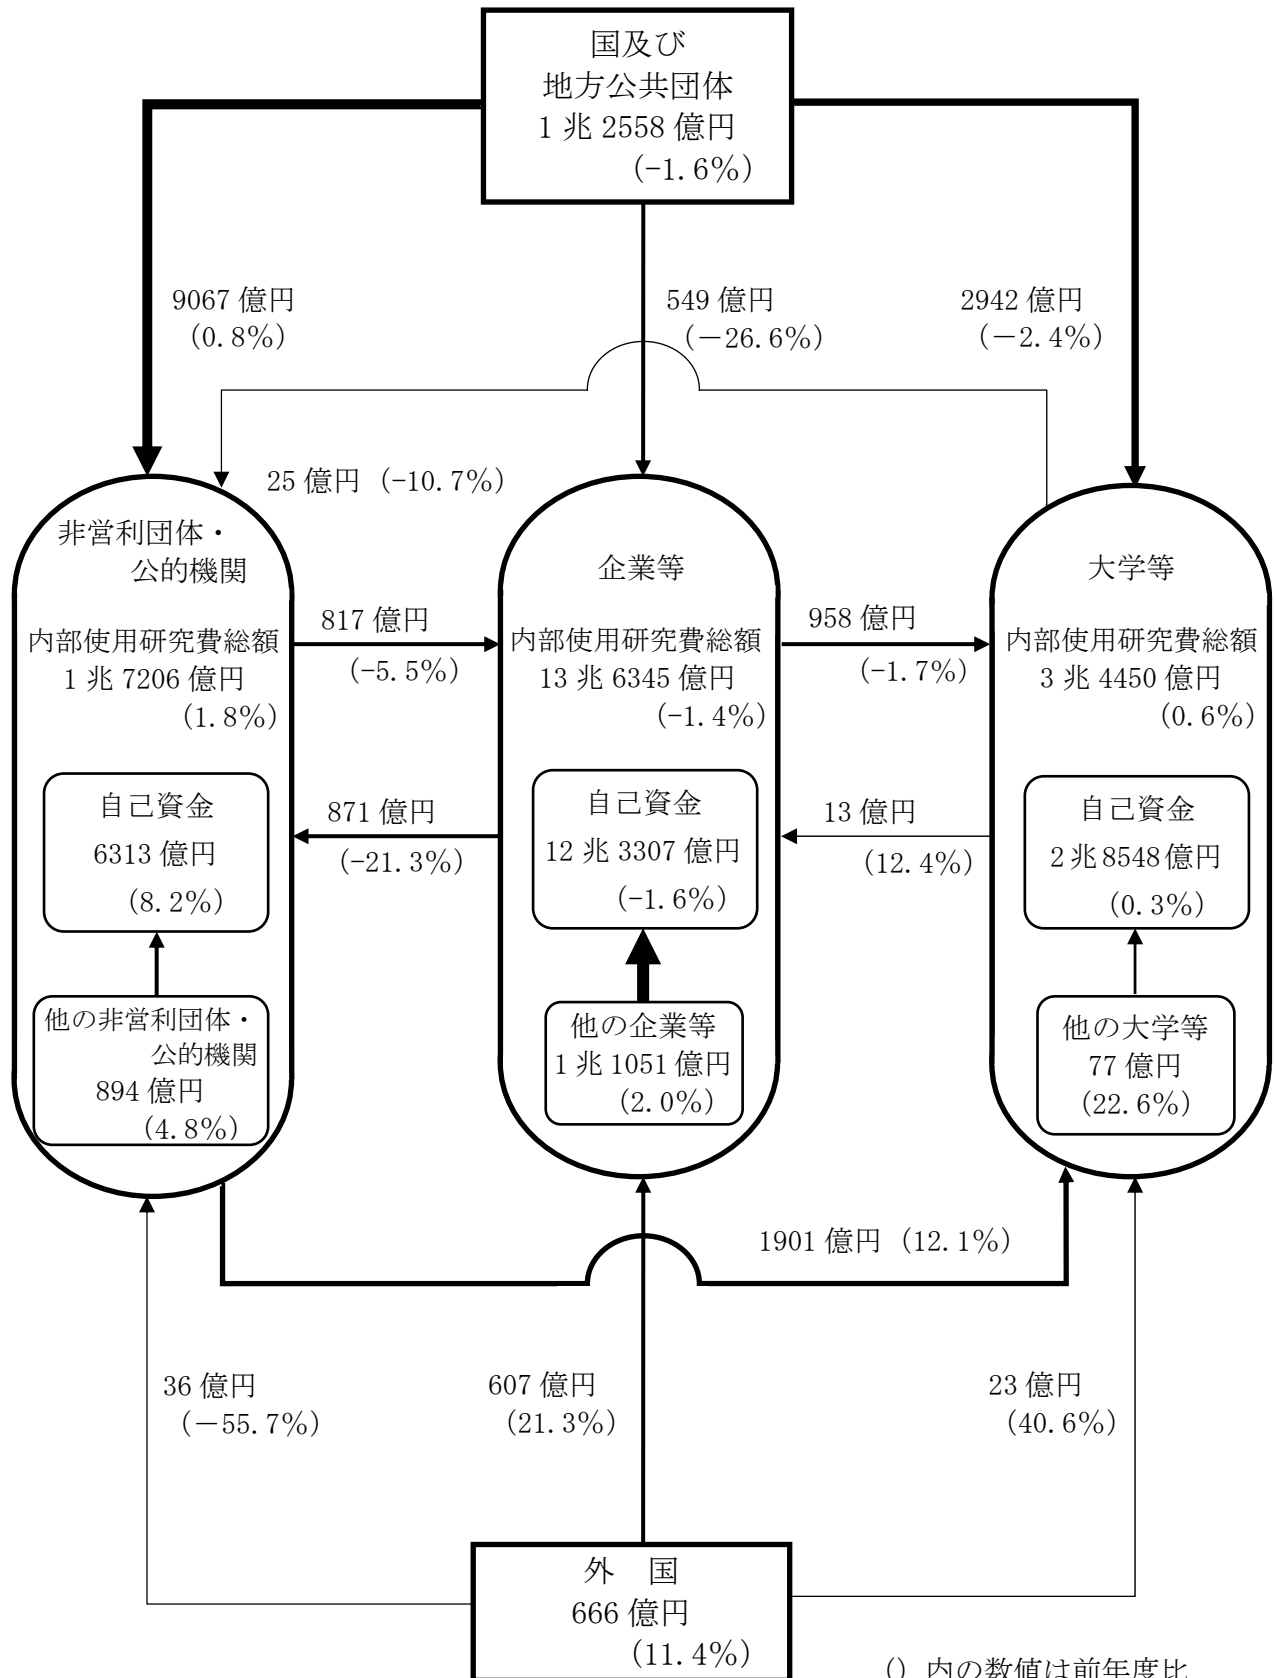 国及び
地方公共団体
1 兆 2558 億円
(-1.6%)
9067 億円
(0.8%)
549 億円
(－26.6%)
2942 億円
(－2.4%)
25 億円 (-10.7%)
非営利団体・
公的機関
内部使用研究費総額
1 兆 7206 億円
(1.8%)
817 億円
(-5.5%)
企業等
内部使用研究費総額
13 兆 6345 億円
(-1.4%)
958 億円
(-1.7%)
大学等
内部使用研究費総額
3 兆 4450 億円
(0.6%)
自己資金
6313 億円
(8.2%)
871 億円
(-21.3%)
自己資金
12 兆 3307 億円
(-1.6%)
13 億円
(12.4%)
自己資金
2 兆 8548 億円
(0.3%)
他の非営利団体・
公的機関
894 億円
(4.8%)
他の企業等
1 兆 1051 億円
(2.0%)
他の大学等
77 億円
(22.6%)
1901 億円 (12.1%)
36 億円
(－55.7%)
607 億円
(21.3%)
23 億円
(40.6%)
外　国
666 億円
(11.4%)
() 内の数値は前年度比